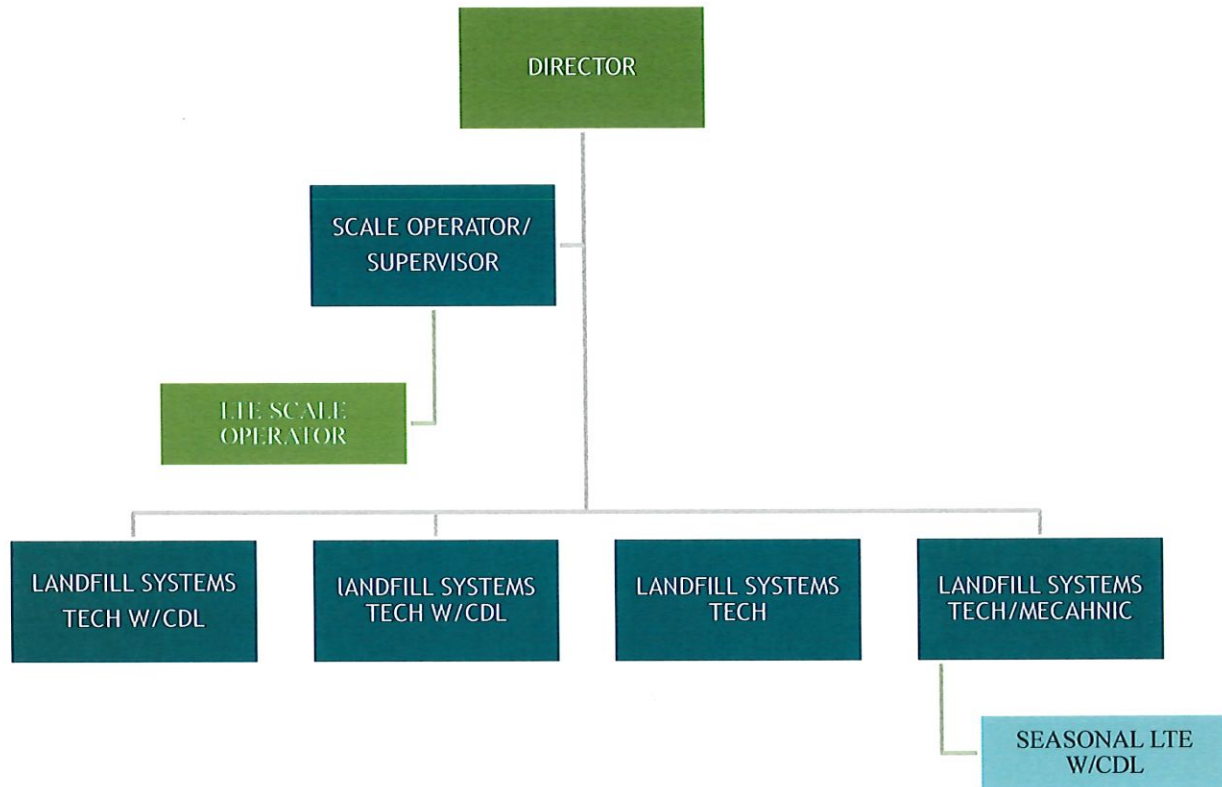 DIRECTOR
SCALE OPERATOR/
SUPERVISOR
LTE SCALE
OPERATOR
LANDFILL SYSTEMS
TECH W/CDL
lANDFILL SYSTEMS
TECH W/CDL
LANDFILL SYSTEMS
TECH
LANDFILL SYSTEMS
TECH/MECAHNIC
SEASONAL LTE
W/CDL